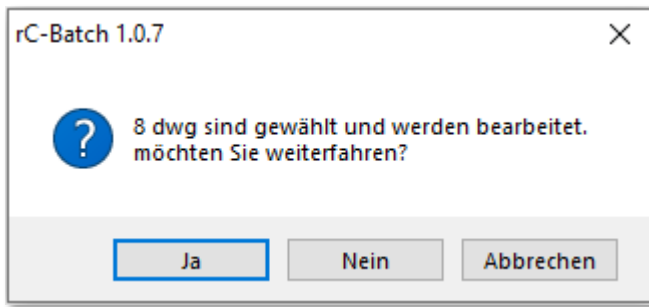 rC-Batch 1.0.7
8 dwg sind gewählt und werden bearbeitet.
möchten Sie weiterfahren?
Ja
Nein
Abbrechen